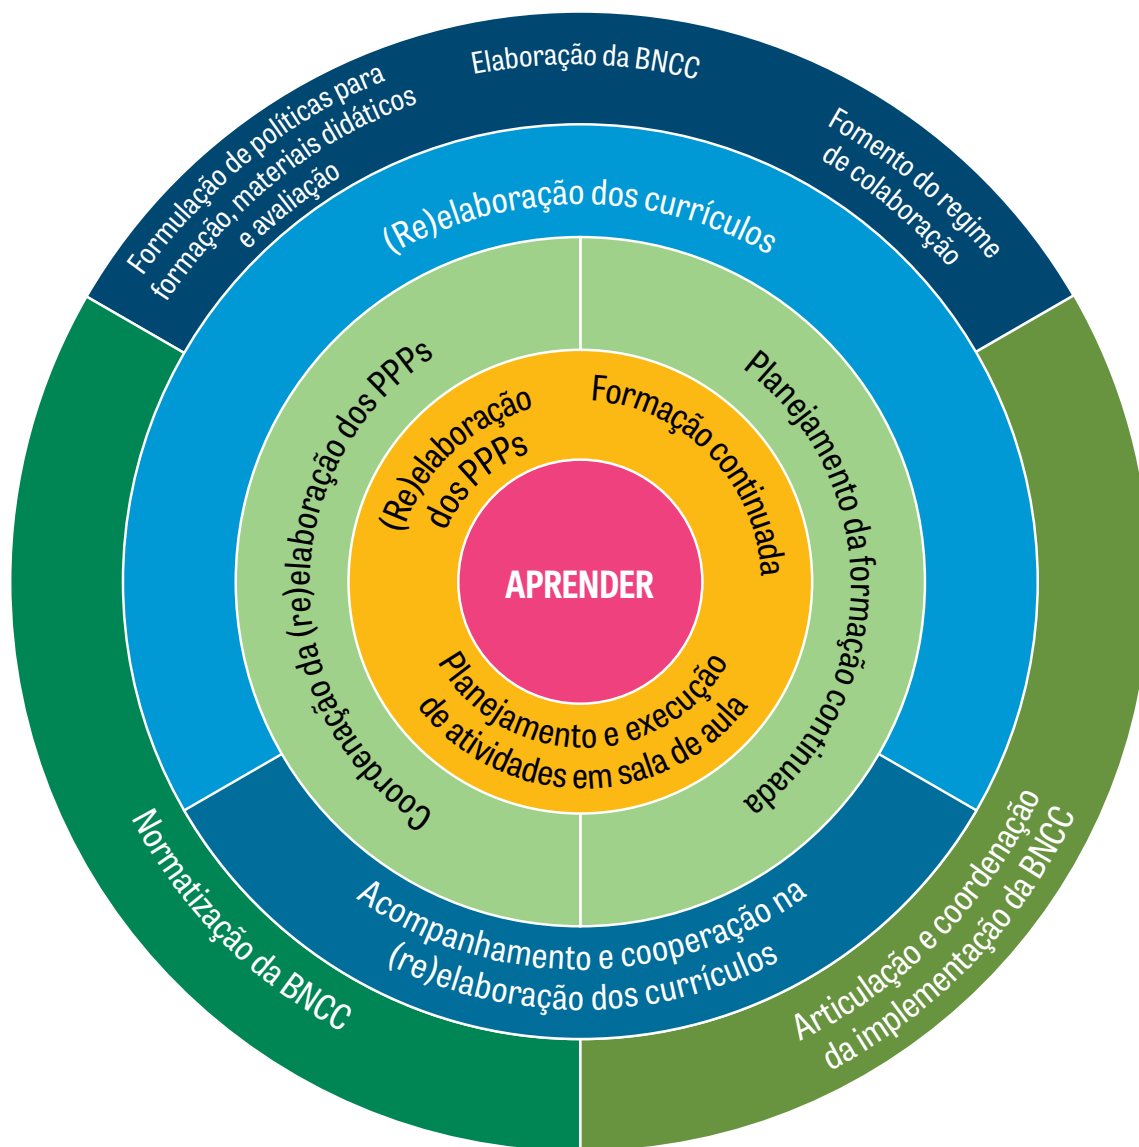 Elaboração da BNCC
Formulação de políticas para
formação, materiais didáticos
e avaliação
Fomento do regime
de colaboração
(Re)elaboração dos currículos
Coordenação da (re)elaboração dos PPPs
Planejamento da formação continuada
(Re)elaboração
dos PPPs
Formação continuada
APRENDER
Planejamento e execução
de atividades em sala de aula
Acompanhamento e cooperação na
(re)elaboração dos currículos
Normatização da BNCC
Articulação e coordenação
da implementação da BNCC